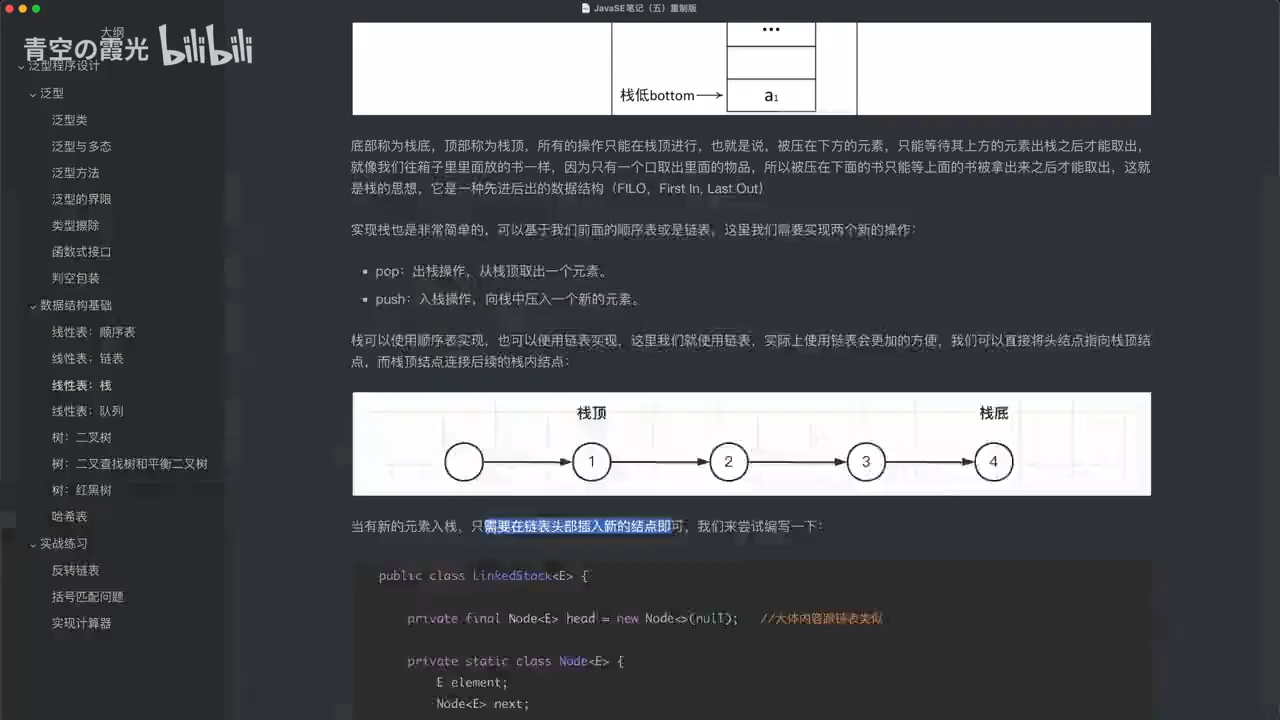 JavaSE笔记（五）重制版
大纲
青空の霞光 bilibili
泛型程序设计
泛型
泛型类
泛型与多态
泛型方法
泛型的界限
类型擦除
函数式接口
判空包装
数据结构基础
线性表：顺序表
线性表：链表
线性表：栈
线性表：队列
树：二叉树
树：二叉查找树和平衡二叉树
树：红黑树
哈希表
实战练习
反转链表
括号匹配问题
实现计算器
...
栈低bottom
a1
底部称为栈底，顶部称为栈顶，所有的操作只能在栈顶进行，也就是说，被压在下方的元素，只能等待其上方的元素出栈之后才能取出，
就像我们往箱子里里面放的书一样，因为只有一个口取出里面的物品，所以被压在下面的书只能等上面的书被拿出来之后才能取出，这就
是栈的思想，它是一种先进后出的数据结构（FILO，First In, Last Out）
实现栈也是非常简单的，可以基于我们前面的顺序表或是链表，这里我们需要实现两个新的操作：
• pop：出栈操作，从栈顶取出一个元素。
• push：入栈操作，向栈中压入一个新的元素。
栈可以使用顺序表实现，也可以使用链表实现，这里我们就使用链表，实际上使用链表会更加的方便，我们可以直接将头结点指向栈顶结
点，而栈顶结点连接后续的栈内结点：
栈顶 栈底
1 2 3 4
当有新的元素入栈，只需要在链表头部插入新的结点即可，我们来尝试编写一下：
public class LinkedStack<E> {
private final Node<E> head = new Node<>(null); //大体内容跟链表类似
private static class Node<E> {
E element;
Node<E> next;